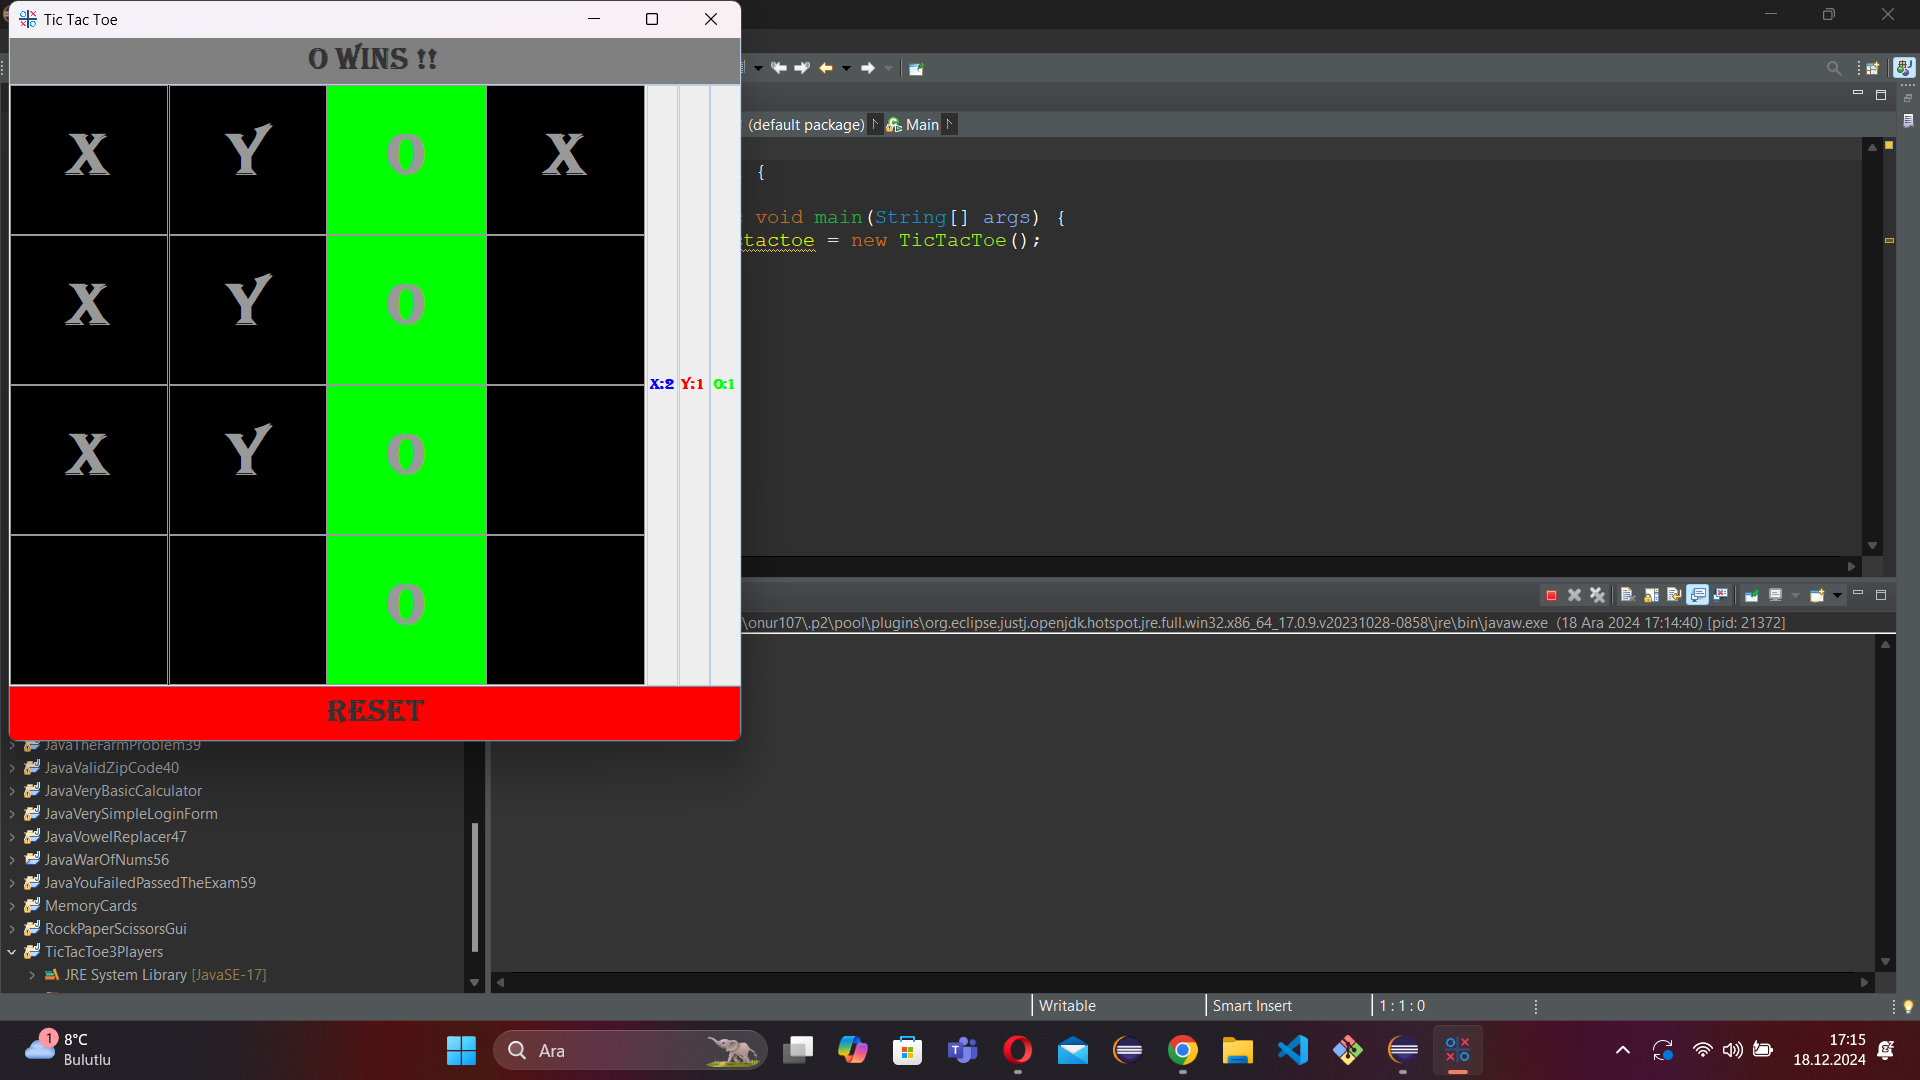 Tic Tac Toe
O WINS !!
X Y O X
X Y O
X Y O
O
X:2 Y:1 O:1
RESET
(default package) Main
{
void main(String[] args) {
tactoe = new TicTacToe();
\onur107\.p2\pool\plugins\org.eclipse.justj.openjdk.hotspot.jre.full.win32.x86_64_17.0.9.v20231028-0858\jre\bin\javaw.exe (18 Ara 2024 17:14:40) [pid: 21372]
JavaTheFarmProblem39
JavaValidZipCode40
JavaVeryBasicCalculator
JavaVerySimpleLoginForm
JavaVowelReplacer47
JavaWarOfNums56
JavaYouFailedPassedTheExam59
MemoryCards
RockPaperScissorsGui
TicTacToe3Players
JRE System Library [JavaSE-17]
Writable
Smart Insert
1 : 1 : 0
1
8°C
Bulutlu
Ara
17:15
18.12.2024